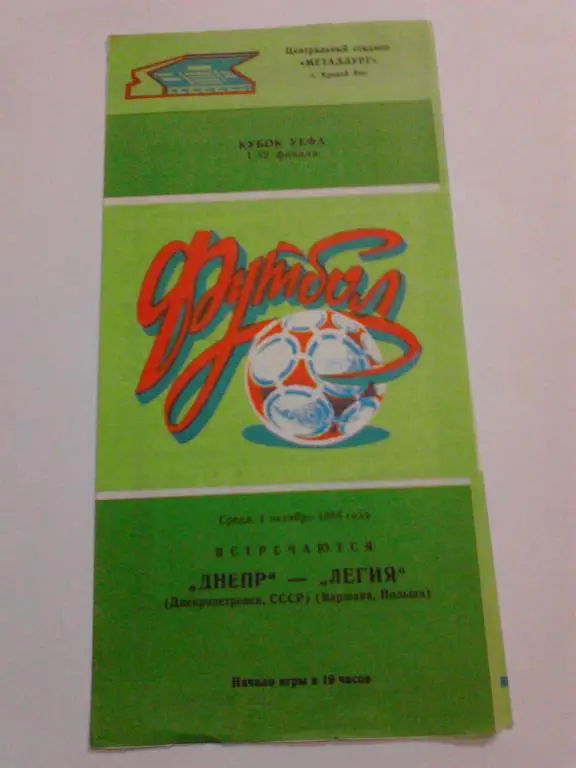 Центральный стадион
«МЕТАЛЛУРГ»
г. Кривой Рог
КУБОК УЕФА
1/32 финала
Футбол
Среда, 1 октября 1986 года
ВСТРЕЧАЮТСЯ
„ДНЕПР" — „ЛЕГИЯ"
(Днепропетровск, СССР) (Варшава, Польша)
Начало игры в 19 часов